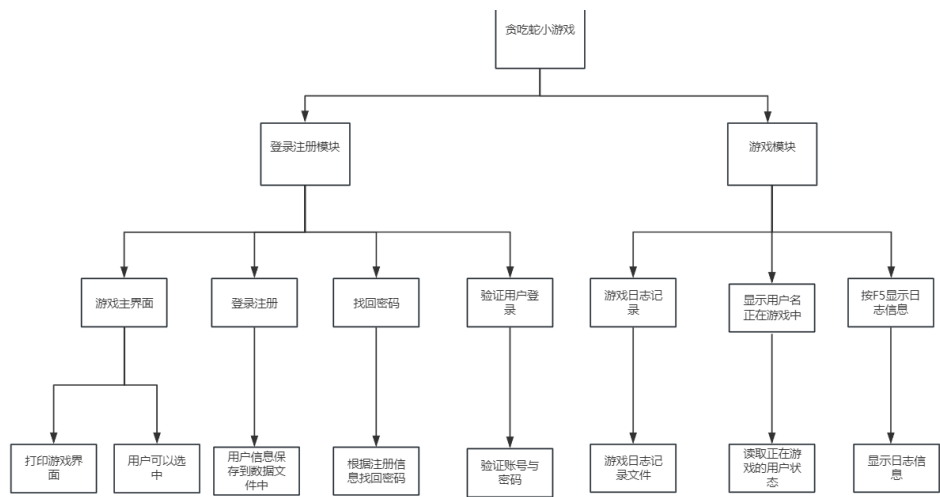 贪吃蛇小游戏
登录注册模块
游戏模块
游戏主界面
登录注册
找回密码
验证用户登
录
游戏日志记
录
显示用户名
正在游戏中
按F5显示日
志信息
打印游戏界
面
用户可以选
中
用户信息保
存到数据文
件中
根据注册信
息找回密码
验证账号与
密码
游戏日志记
录文件
读取正在游
戏的用户状
态
显示日志信
息